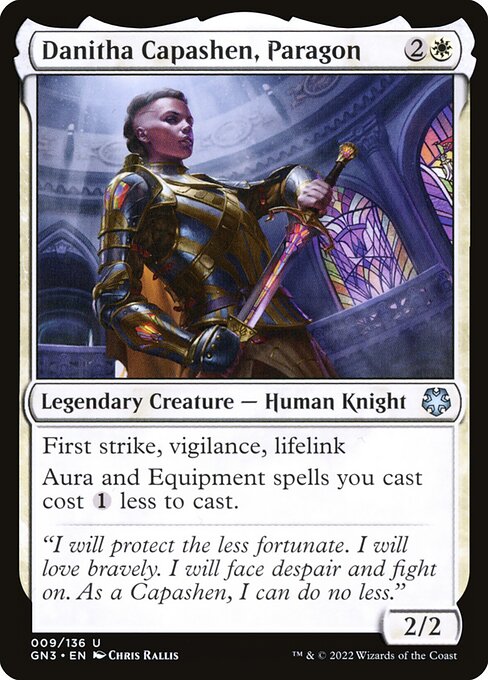 Danitha Capashen, Paragon 2
Legendary Creature — Human Knight
First strike, vigilance, lifelink
Aura and Equipment spells you cast
cost 1 less to cast.
“I will protect the less fortunate. I will
love bravely. I will face despair and fight
on. As a Capashen, I can do no less.”
2/2
009/136 U
GN3 • EN Chris Rallis
™ & © 2022 Wizards of the Coast